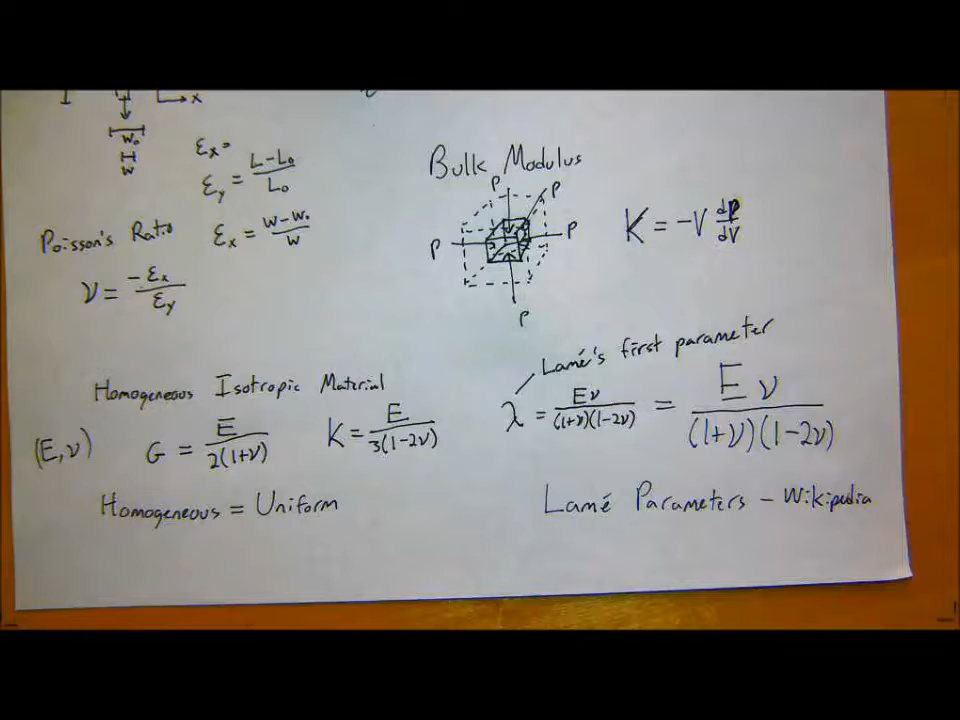 x
W₀
W
εx=
εy = L-L₀/L₀
εx = W-W₀/W
Poisson's Ratio
ν = -εx/εy
Bulk Modulus
P P
P P
P
K = -V dP/dV
Homogeneous Isotropic Material
(E,ν) G = E/2(1+ν) K = E/3(1-2ν)
Homogeneous = Uniform
Lamé's first parameter
λ = Eν/(1+ν)(1-2ν) = Eν/(1+ν)(1-2ν)
Lamé Parameters - Wikipedia